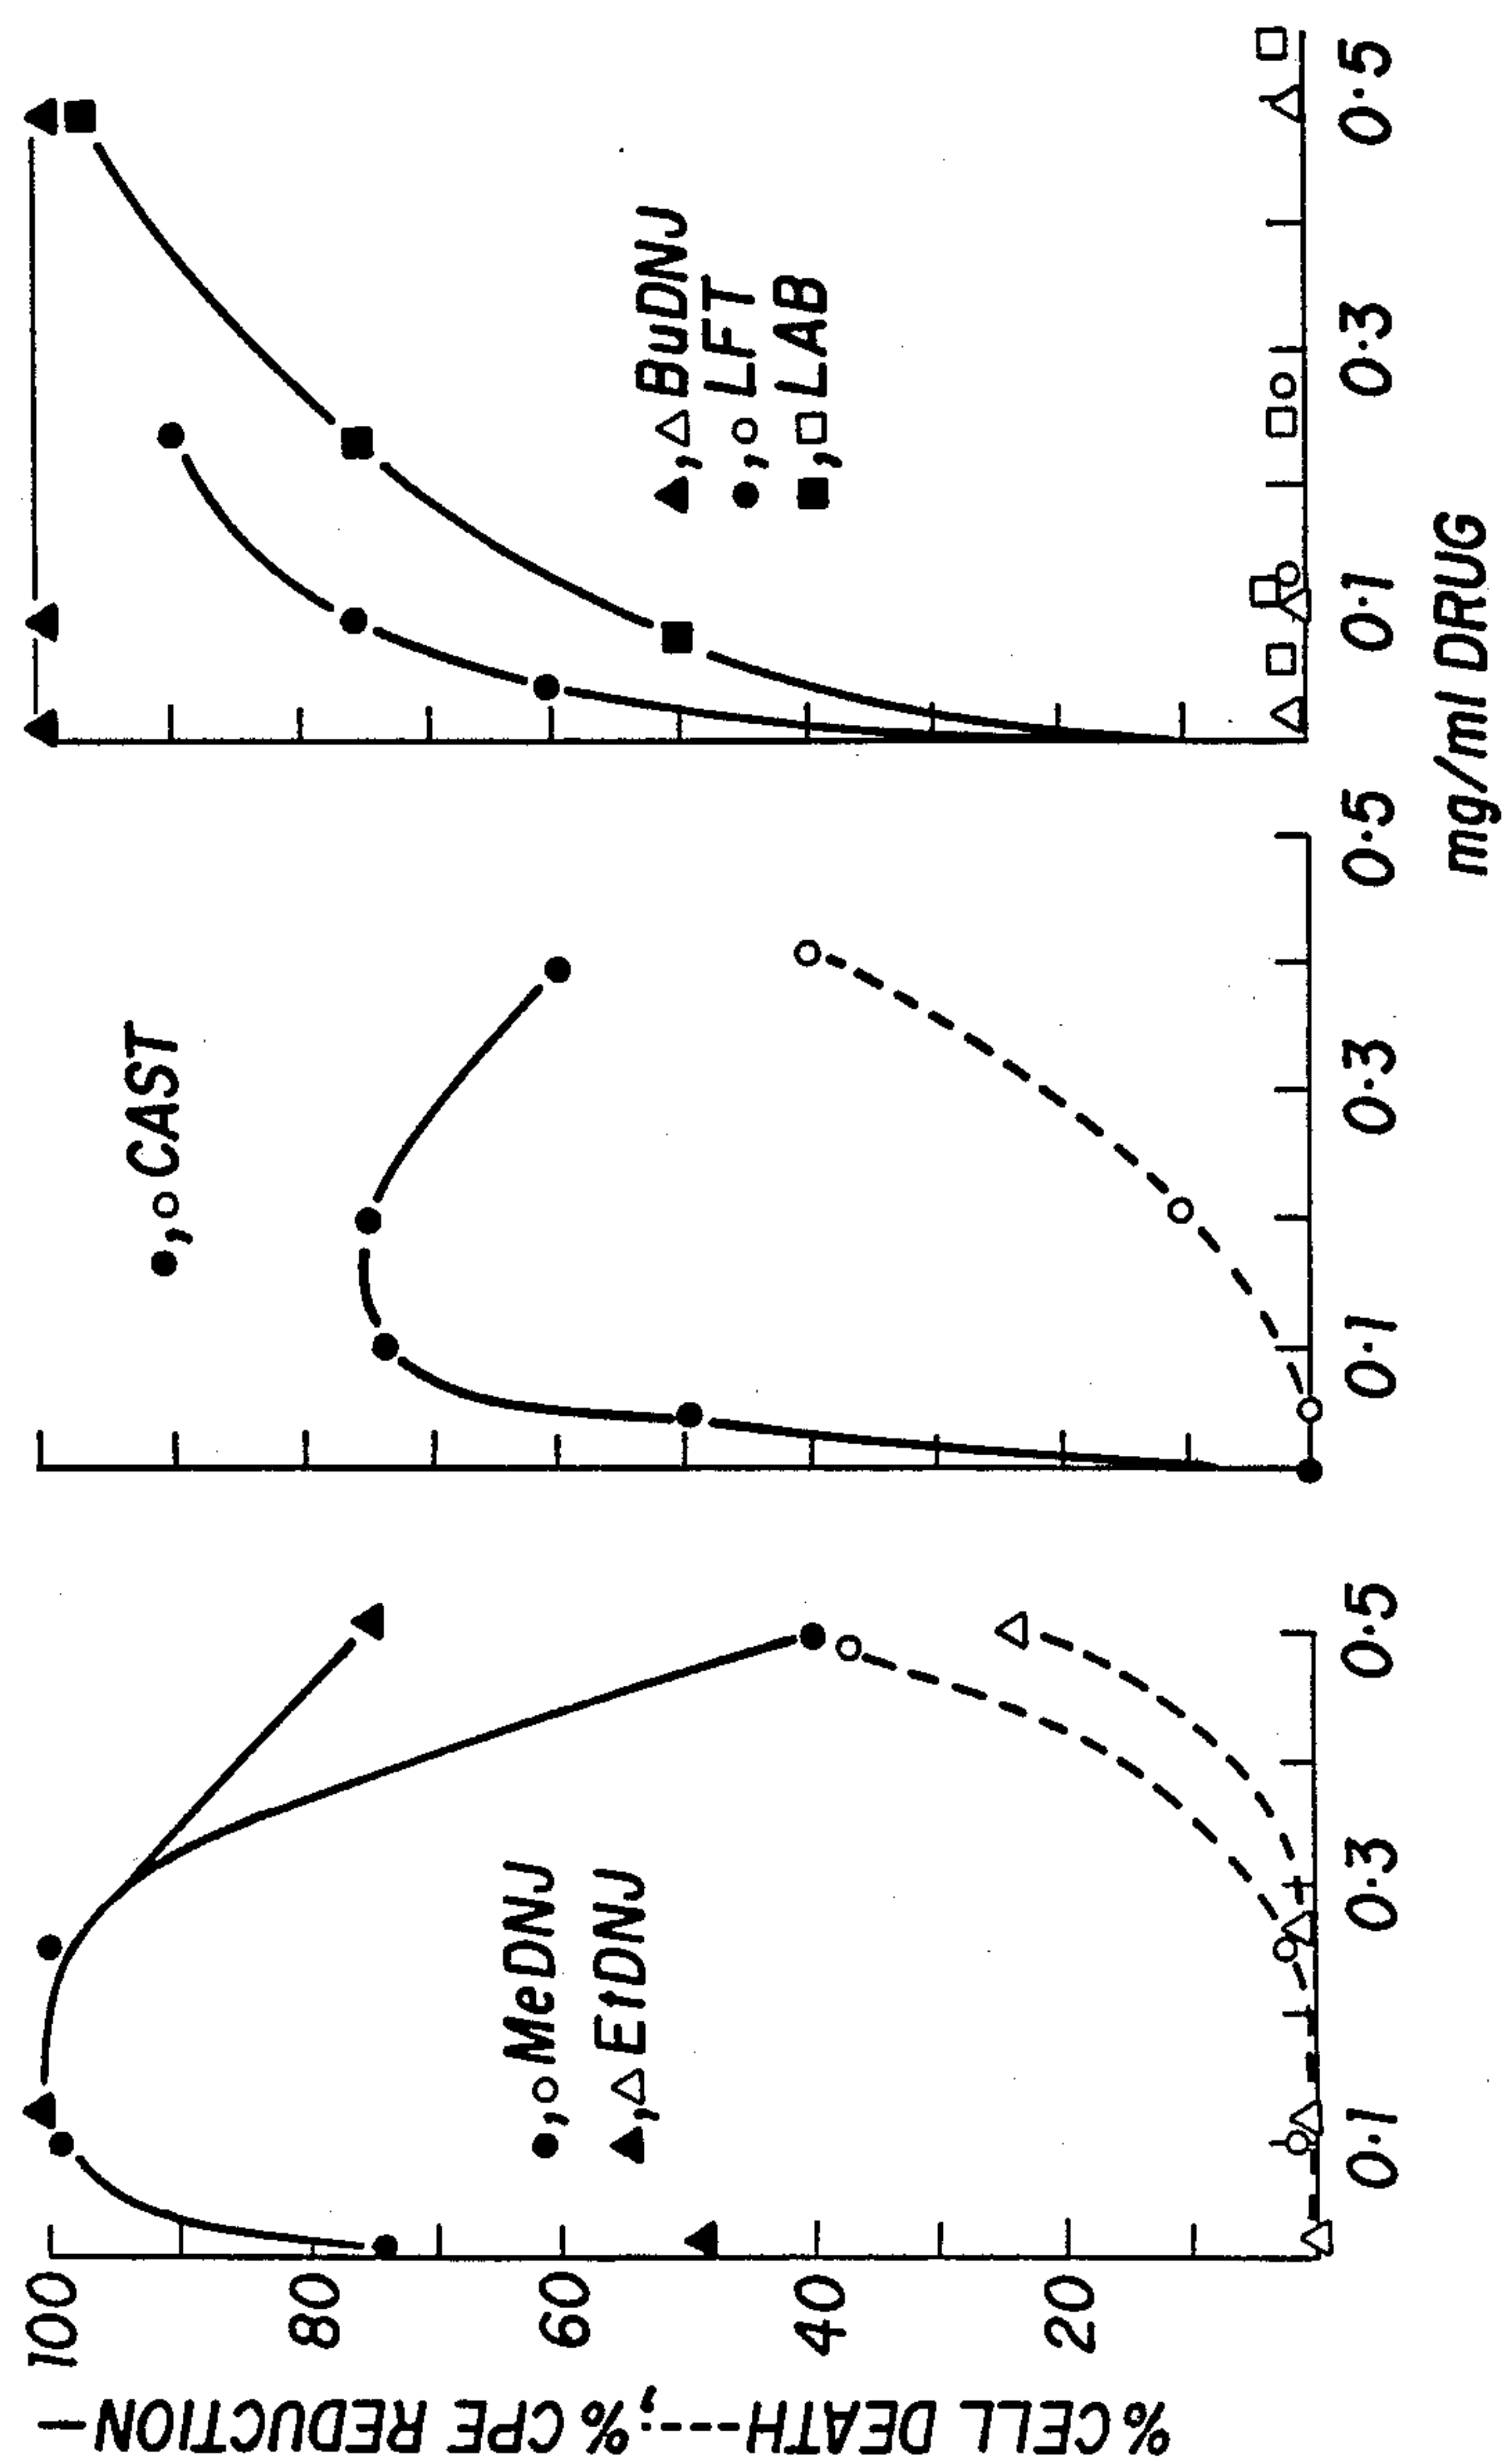 % CELL DEATH ---; % CPE REDUCTION —
100
80
60
40
20
●,○ MeDNJ
▲,△ EtDNJ
0·1
0·3
0·5
●,○ CAST
0·1
0·3
0·5
▲,△ BuDNJ
●,○ LFT
■,□ LAB
0·1
0·3
0·5
mg/ml DRUG